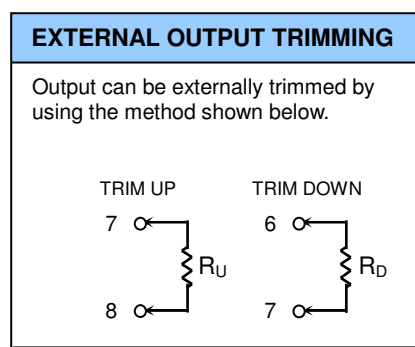 EXTERNAL OUTPUT TRIMMING
Output can be externally trimmed by
using the method shown below.
TRIM UP TRIM DOWN
7 6
RU RD
8 7